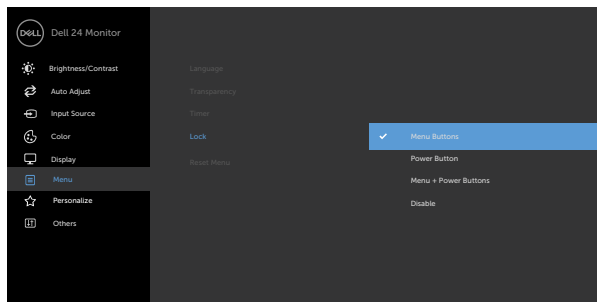 DELL
Dell 24 Monitor
Brightness/Contrast
Auto Adjust
Input Source
Color
Display
Menu
Personalize
Others
Language
Transparency
Timer
Lock
Reset Menu
Menu Buttons
Power Button
Menu + Power Buttons
Disable